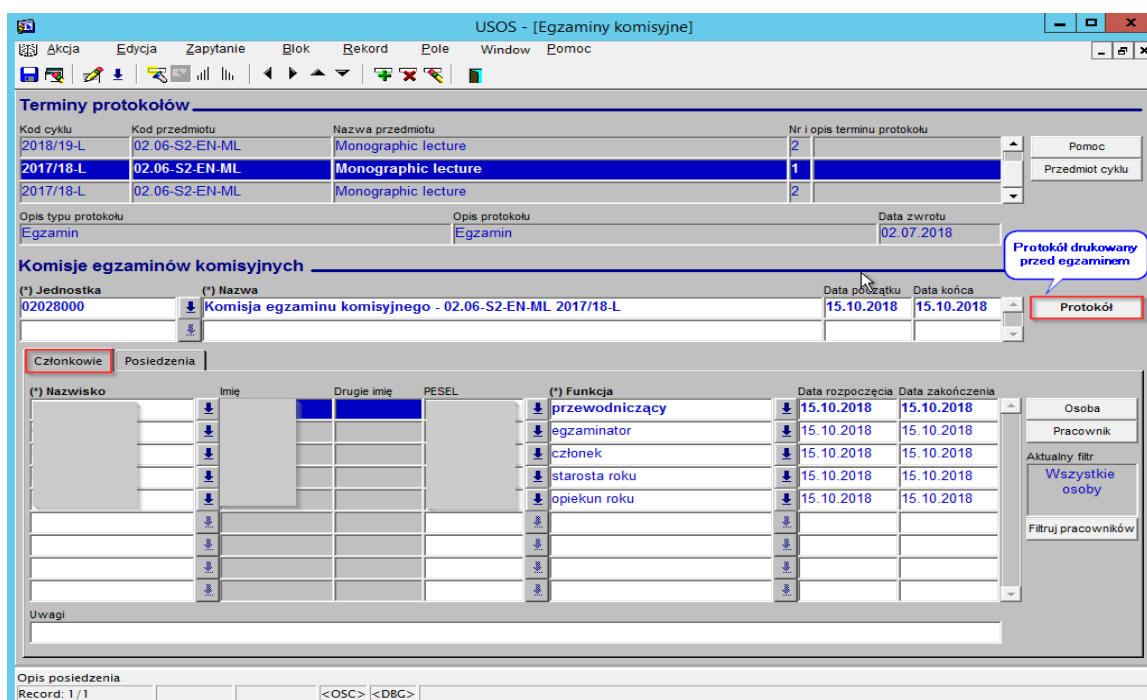 USOS - [Egzaminy komisyjne]
Akcja Edycja Zapytanie Blok Rekord Pole Window Pomoc
Terminy protokołów
Kod cyklu Kod przedmiotu Nazwa przedmiotu Nr i opis terminu protokołu
2018/19-L 02.06-S2-EN-ML Monographic lecture 2 Pomoc
2017/18-L 02.06-S2-EN-ML Monographic lecture 1 Przedmiot cyklu
2017/18-L 02.06-S2-EN-ML Monographic lecture 2
Opis typu protokołu Opis protokołu Data zwrotu
Egzamin Egzamin 02.07.2018
Protokół drukowany
przed egzaminem
Komisje egzaminów komisyjnych
(*) Jednostka (*) Nazwa Data początku Data końca
02028000 Komisja egzaminu komisyjnego - 02.06-S2-EN-ML 2017/18-L 15.10.2018 15.10.2018 Protokół
Członkowie Posiedzenia
(*) Nazwisko Imię Drugie imię PESEL (*) Funkcja Data rozpoczęcia Data zakończenia
przewodniczący 15.10.2018 15.10.2018 Osoba
egzaminator 15.10.2018 15.10.2018 Pracownik
członek 15.10.2018 15.10.2018 Aktualny filtr
starosta roku 15.10.2018 15.10.2018 Wszystkie
opiekun roku 15.10.2018 15.10.2018 osoby
Filtruj pracowników
Uwagi
Opis posiedzenia
Record: 1/1 <OSC> <DBG>